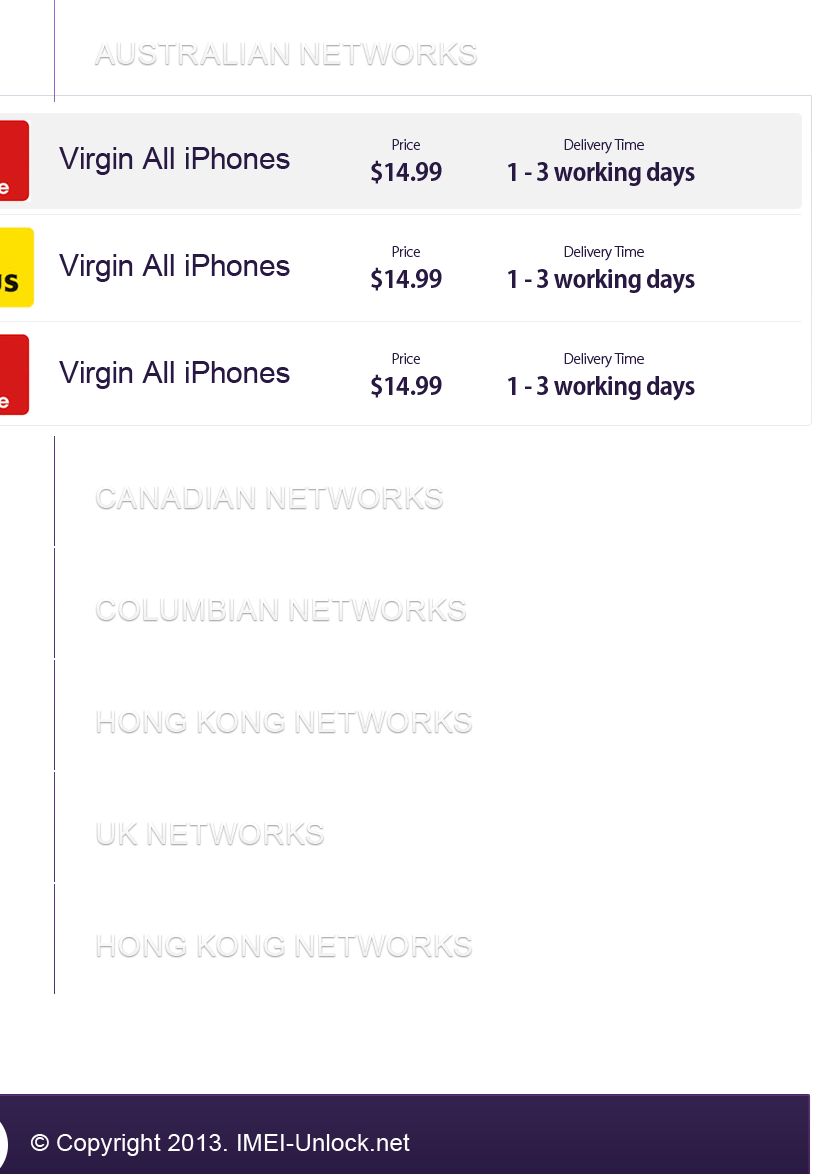 AUSTRALIAN NETWORKS
e
Virgin All iPhones
Price
$14.99
Delivery Time
1 - 3 working days
us
Virgin All iPhones
Price
$14.99
Delivery Time
1 - 3 working days
e
Virgin All iPhones
Price
$14.99
Delivery Time
1 - 3 working days
CANADIAN NETWORKS
COLUMBIAN NETWORKS
HONG KONG NETWORKS
UK NETWORKS
HONG KONG NETWORKS
© Copyright 2013. IMEI-Unlock.net